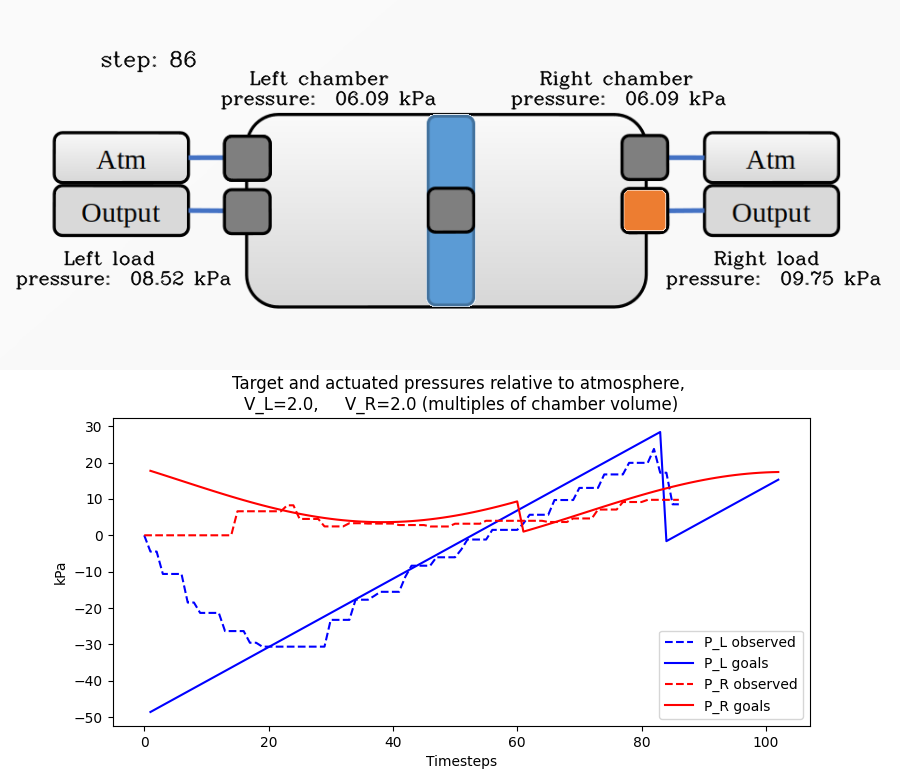 step: 86
Left chamber
pressure: 06.09 kPa
Right chamber
pressure: 06.09 kPa
Atm
Output
Atm
Output
Left load
pressure: 08.52 kPa
Right load
pressure: 09.75 kPa
Target and actuated pressures relative to atmosphere,
V_L=2.0, V_R=2.0 (multiples of chamber volume)
30
20
10
0
−10
−20
−30
−40
−50
kPa
0 20 40 60 80 100
Timesteps
P_L observed
P_L goals
P_R observed
P_R goals